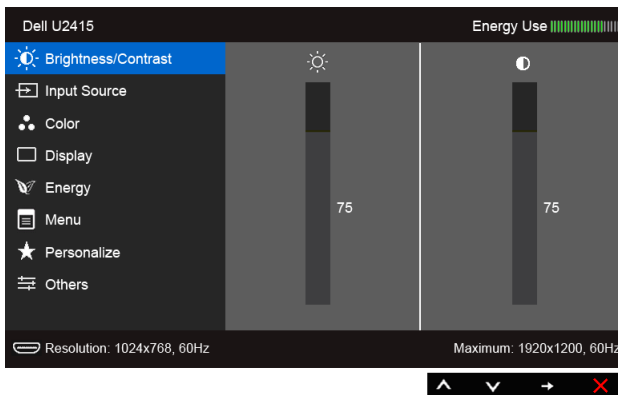 Dell U2415 Energy Use
Brightness/Contrast
Input Source
Color
Display
Energy
75 75
Menu
Personalize
Others
Resolution: 1024x768, 60Hz Maximum: 1920x1200, 60Hz